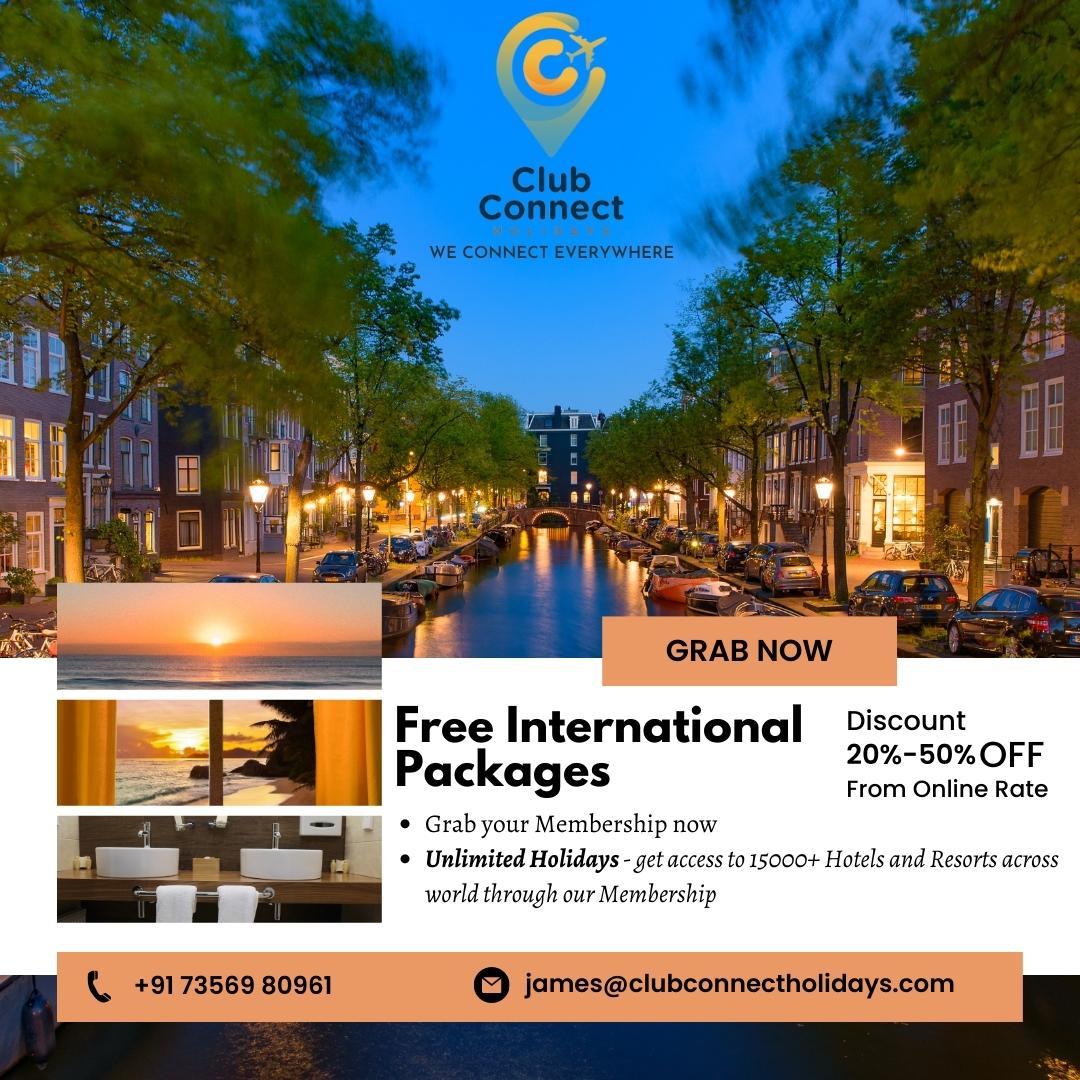 Club
Connect
HOLIDAYS
WE CONNECT EVERYWHERE
GRAB NOW
Free International
Packages
Discount
20%-50% OFF
From Online Rate
• Grab your Membership now
• Unlimited Holidays - get access to 15000+ Hotels and Resorts across
world through our Membership
+91 73569 80961
james@clubconnectholidays.com